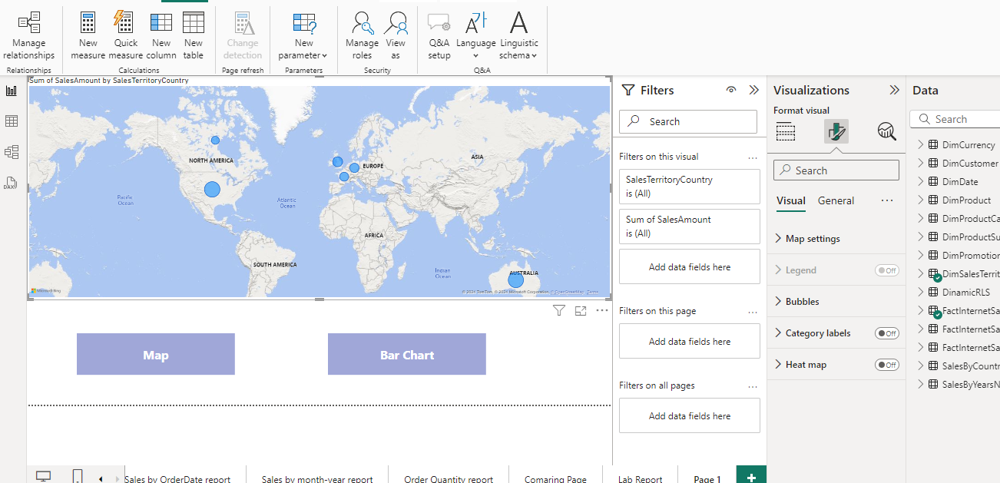 Manage
relationships
Relationships
New
measure
Quick
measure
New
column
New
table
Calculations
Change
detection
Page refresh
New
parameter
Parameters
Manage
roles
View
as
Security
Q&A
setup
Language
Linguistic
schema
Q&A
Sum of SalesAmount by SalesTerritoryCountry
NORTH AMERICA
EUROPE
ASIA
Pacific
Ocean
Atlantic
Ocean
AFRICA
SOUTH AMERICA
Indian
Ocean
AUSTRALIA
Microsoft Bing
© 2024 TomTom, © 2024 Microsoft Corporation, © OpenStreetMap Terms
Map
Bar Chart
Filters
Search
Filters on this visual
SalesTerritoryCountry
is (All)
Sum of SalesAmount
is (All)
Add data fields here
Filters on this page
Add data fields here
Filters on all pages
Add data fields here
Visualizations
Format visual
Search
Visual
General
Map settings
Legend
Off
Bubbles
Category labels
Off
Heat map
Off
Data
Search
DimCurrency
DimCustomer
DimDate
DimProduct
DimProductCa
DimProductSu
DimPromotion
DimSalesTerrit
DinamicRLS
FactInternetSa
FactInternetSa
FactInternetSa
SalesByCountr
SalesByYearsN
DAX
Sales by OrderDate report
Sales by month-year report
Order Quantity report
Comaring Page
Lab Report
Page 1
+